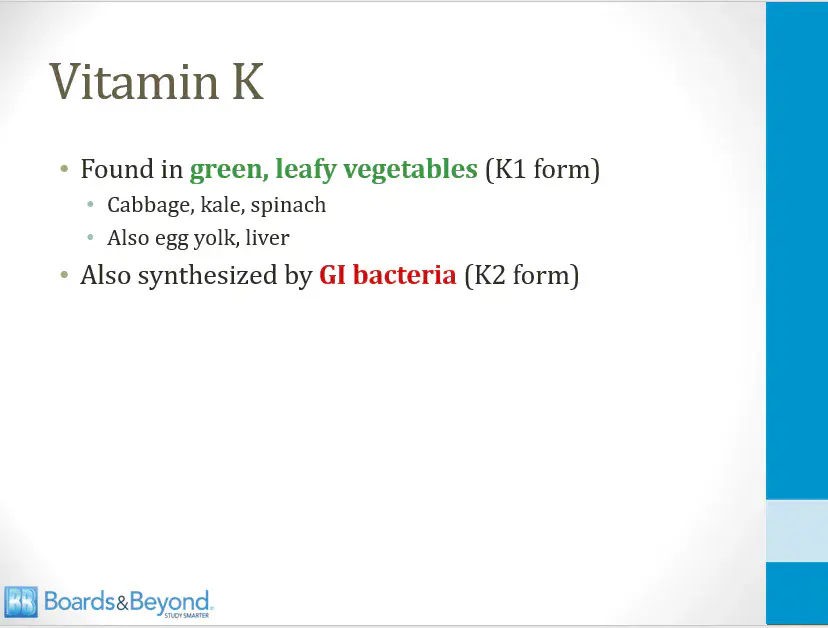 Vitamin K
• Found in green, leafy vegetables (K1 form)
• Cabbage, kale, spinach
• Also egg yolk, liver
• Also synthesized by GI bacteria (K2 form)
BB Boards&Beyond.
STUDY SMARTER